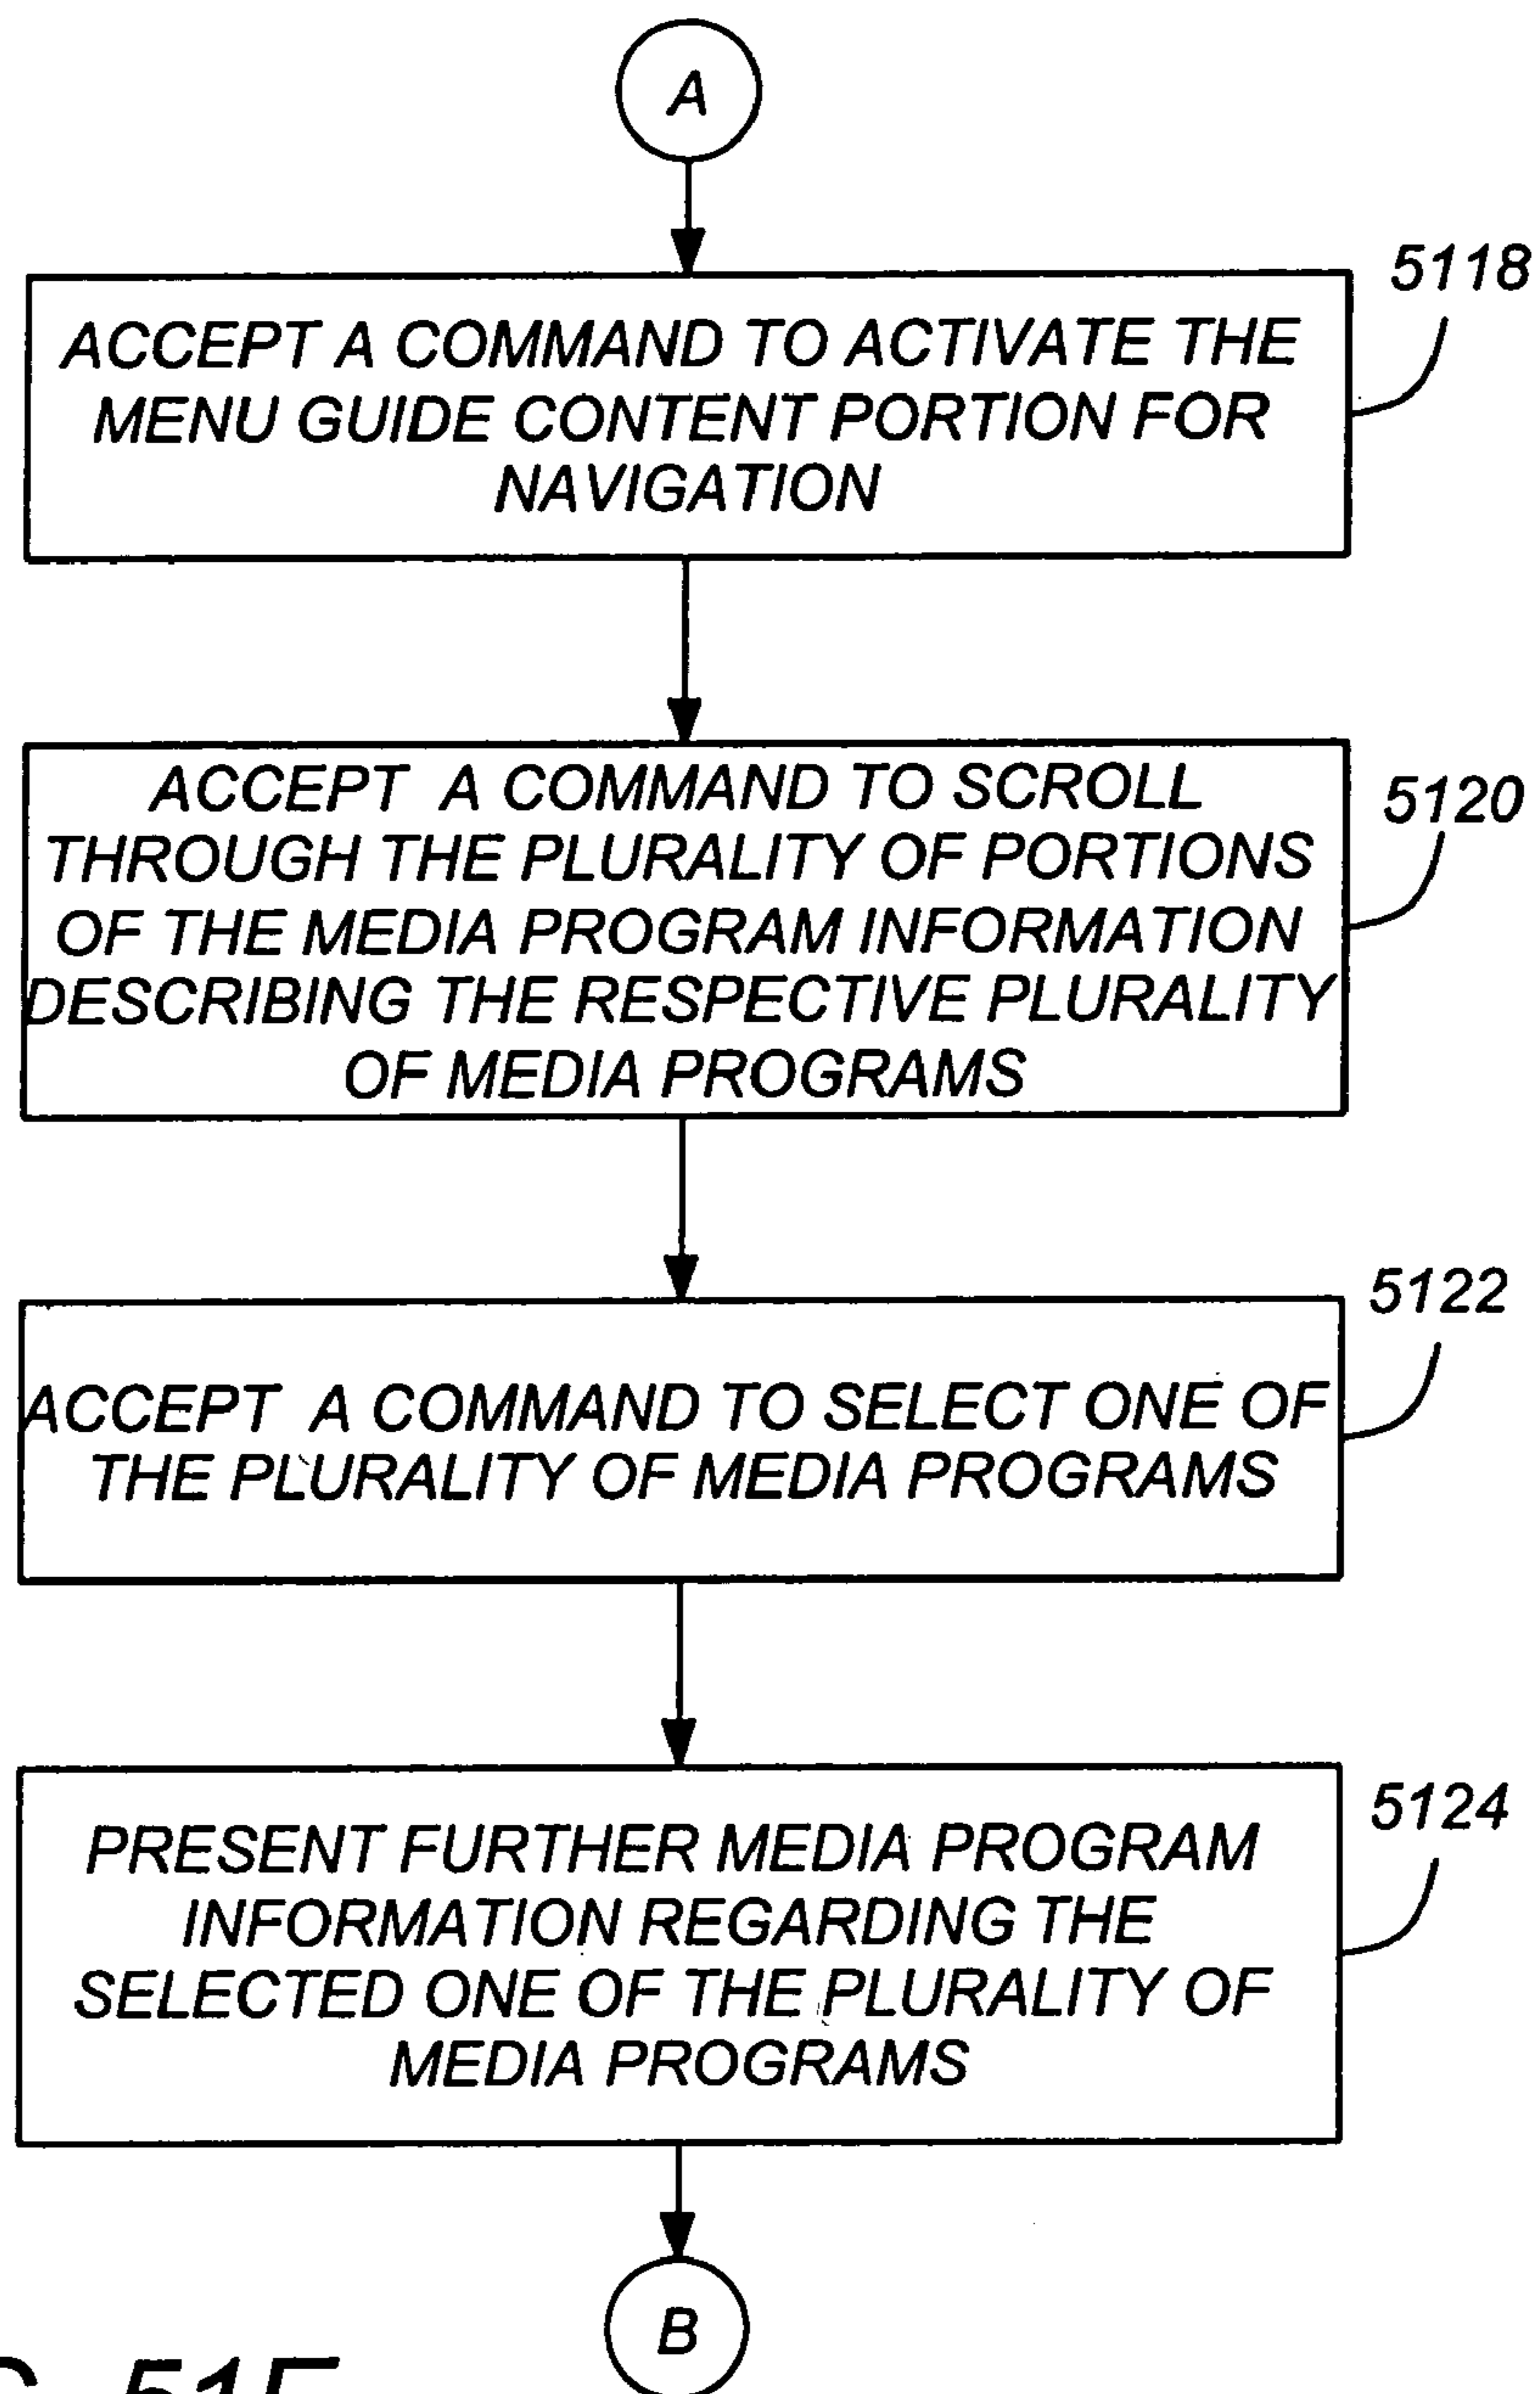 A
5118
ACCEPT A COMMAND TO ACTIVATE THE
MENU GUIDE CONTENT PORTION FOR
NAVIGATION
5120
ACCEPT A COMMAND TO SCROLL
THROUGH THE PLURALITY OF PORTIONS
OF THE MEDIA PROGRAM INFORMATION
DESCRIBING THE RESPECTIVE PLURALITY
OF MEDIA PROGRAMS
5122
ACCEPT A COMMAND TO SELECT ONE OF
THE PLURALITY OF MEDIA PROGRAMS
5124
PRESENT FURTHER MEDIA PROGRAM
INFORMATION REGARDING THE
SELECTED ONE OF THE PLURALITY OF
MEDIA PROGRAMS
B